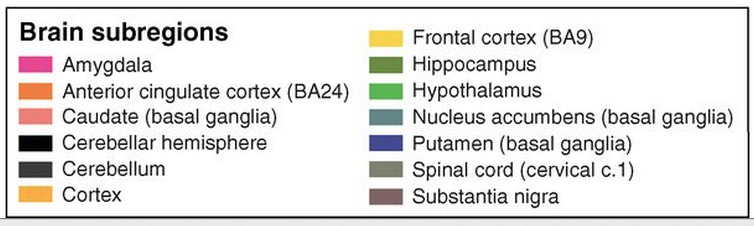 Brain subregions
Amygdala
Anterior cingulate cortex (BA24)
Caudate (basal ganglia)
Cerebellar hemisphere
Cerebellum
Cortex
Frontal cortex (BA9)
Hippocampus
Hypothalamus
Nucleus accumbens (basal ganglia)
Putamen (basal ganglia)
Spinal cord (cervical c.1)
Substantia nigra